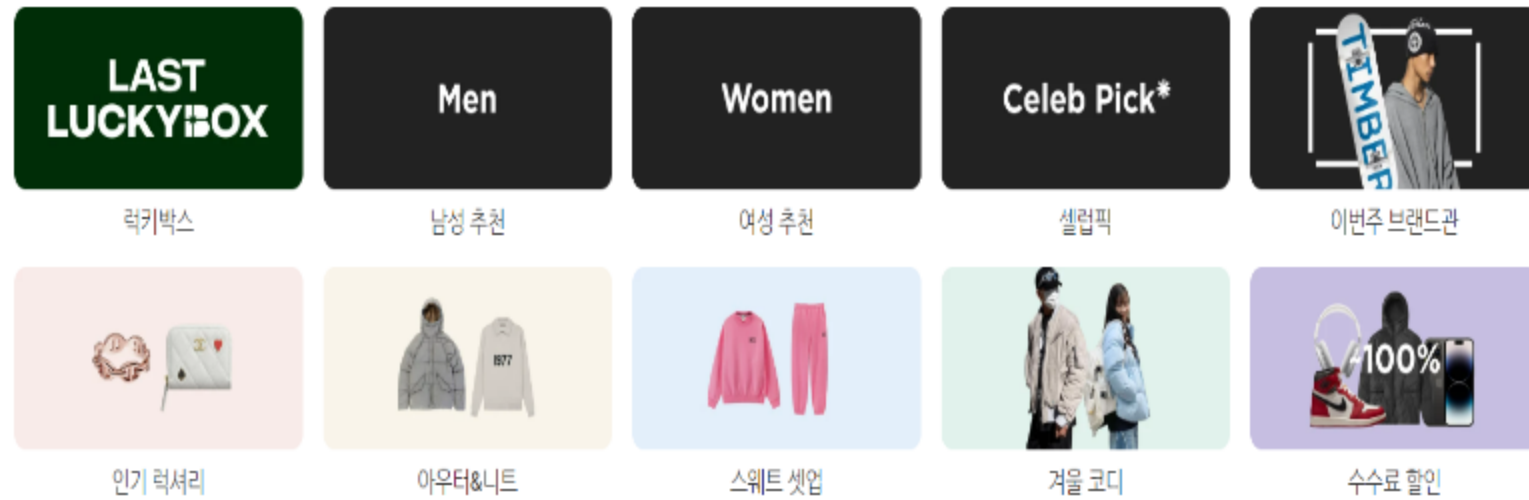 LAST
LUCKYBOX
Men
Women
Celeb Pick*
TIMBER
럭키박스
남성 추천
여성 추천
셀럽픽
이번주 브랜드관
1977
~100%
인기 럭셔리
아우터&니트
스웨트 셋업
겨울 코디
수수료 할인